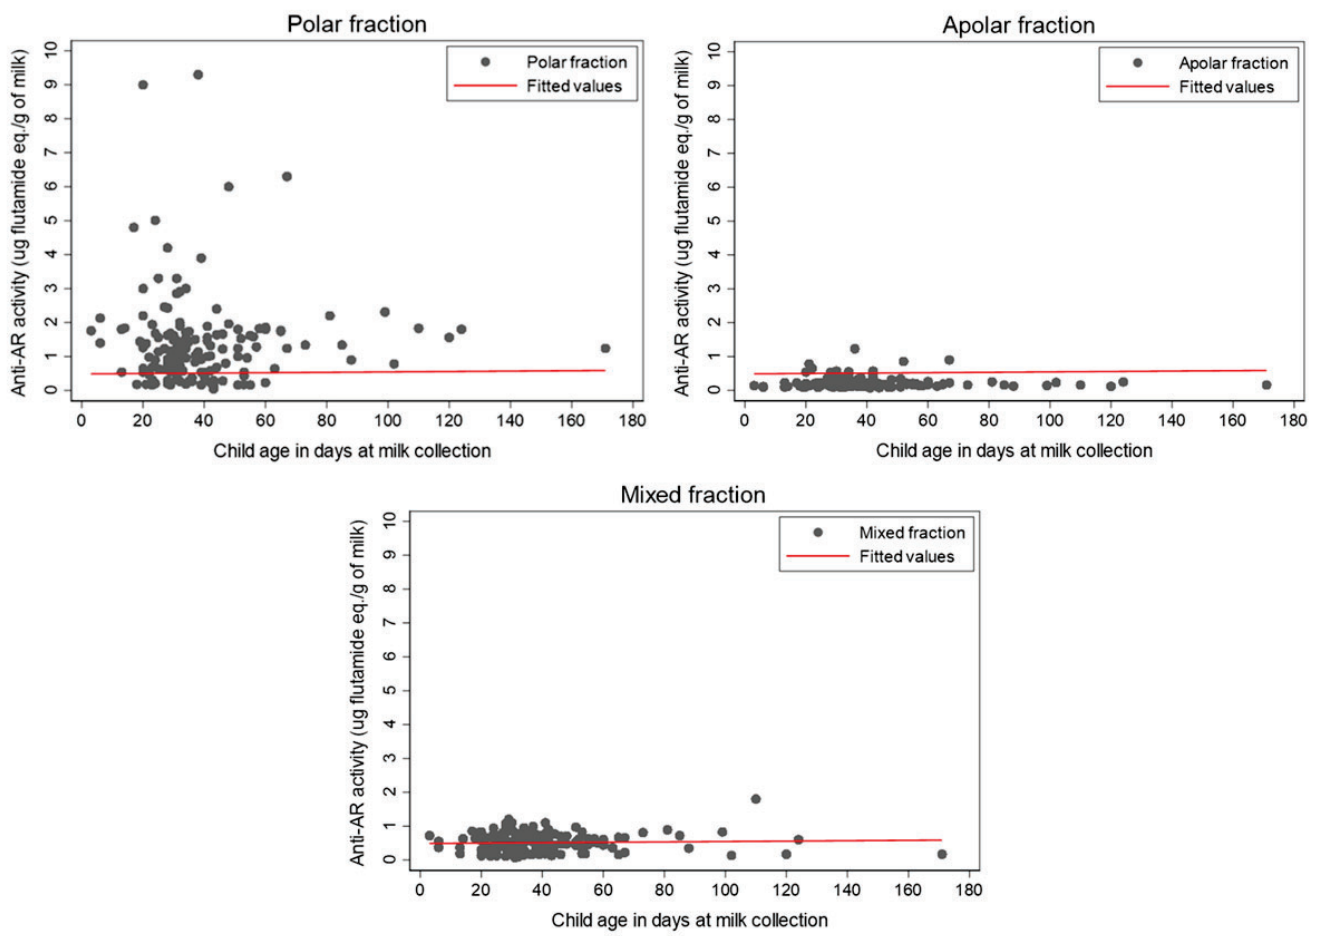 Polar fraction
Anti-AR activity (ug flutamide eq./g of milk)
10
9
8
7
6
5
4
3
2
1
0
Polar fraction
Fitted values
0 20 40 60 80 100 120 140 160 180
Child age in days at milk collection
Apolar fraction
Anti-AR activity (ug flutamide eq./g of milk)
10
9
8
7
6
5
4
3
2
1
0
Apolar fraction
Fitted values
0 20 40 60 80 100 120 140 160 180
Child age in days at milk collection
Mixed fraction
Anti-AR activity (ug flutamide eq./g of milk)
10
9
8
7
6
5
4
3
2
1
0
Mixed fraction
Fitted values
0 20 40 60 80 100 120 140 160 180
Child age in days at milk collection